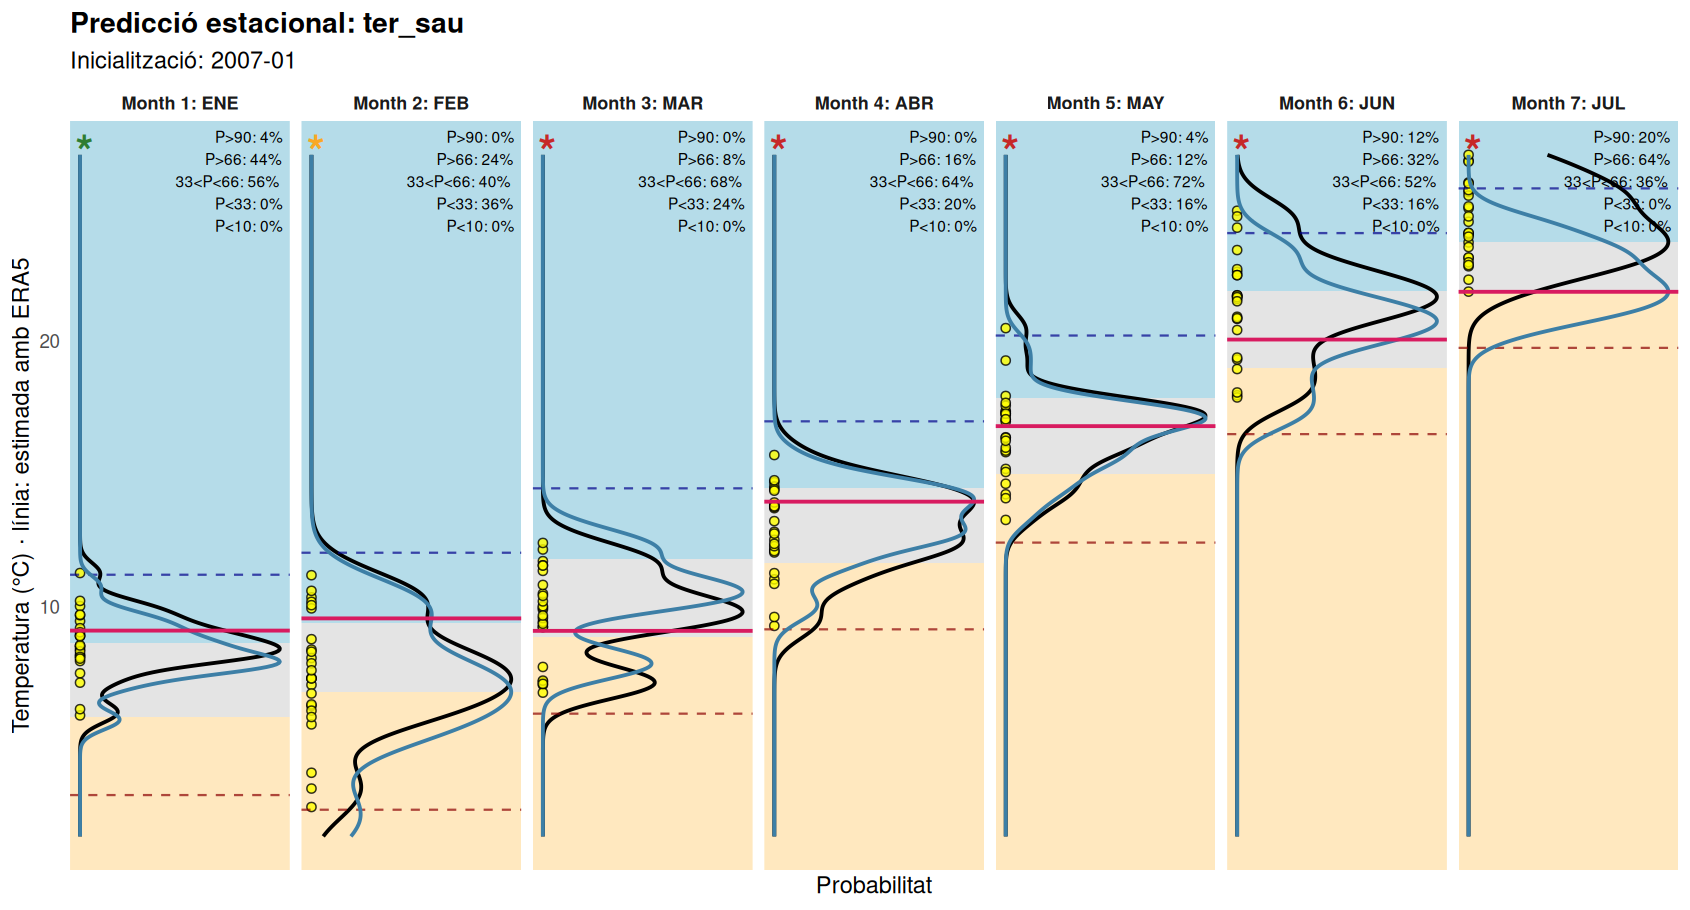 Predicció estacional: ter_sau
Inicialització: 2007-01
Month 1: ENE
Month 2: FEB
Month 3: MAR
Month 4: ABR
Month 5: MAY
Month 6: JUN
Month 7: JUL
*
P>90: 4%
P>66: 44%
33<P<66: 56%
P<33: 0%
P<10: 0%
*
P>90: 0%
P>66: 24%
33<P<66: 40%
P<33: 36%
P<10: 0%
*
P>90: 0%
P>66: 8%
33<P<66: 68%
P<33: 24%
P<10: 0%
*
P>90: 0%
P>66: 16%
33<P<66: 64%
P<33: 20%
P<10: 0%
*
P>90: 4%
P>66: 12%
33<P<66: 72%
P<33: 16%
P<10: 0%
*
P>90: 12%
P>66: 32%
33<P<66: 52%
P<33: 16%
P<10: 0%
*
P>90: 20%
P>66: 64%
33<P<66: 36%
P<33: 0%
P<10: 0%
Temperatura (°C) · línia: estimada amb ERA5
20
10
Probabilitat